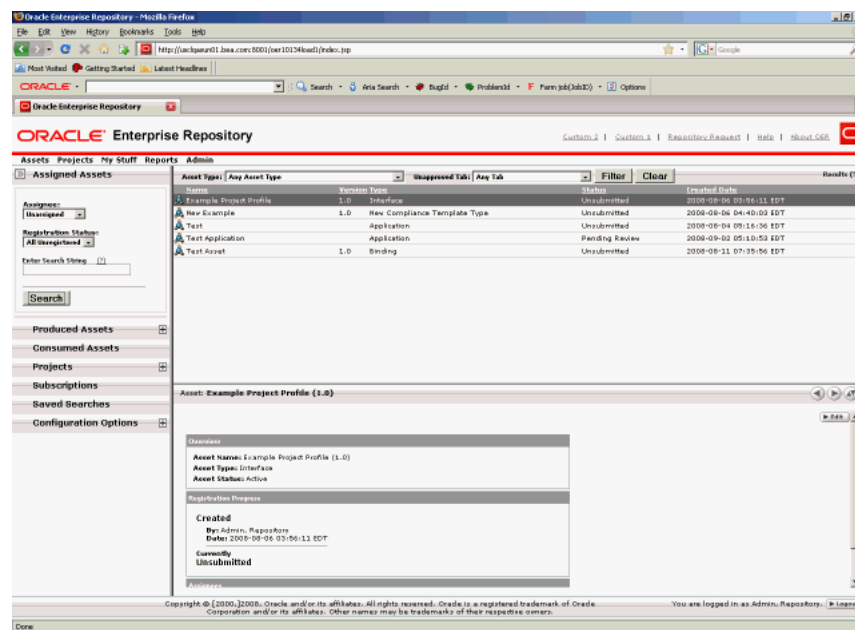 Oracle Enterprise Repository - Mozilla Firefox
File Edit View History Bookmarks Tools Help
Google
Most Visited Getting Started Latest Headlines
ORACLE Search Aria Search BugId ProblemId Farm job(JobID) Options
Oracle Enterprise Repository
ORACLE Enterprise Repository
Custom 2 | Custom 1 | Repository Request | Help | About OER
Assets Projects My Stuff Reports Admin
Assigned Assets
Assignee:
Unassigned
Registration Status:
All Unregistered
Enter Search String [?]
Search
Produced Assets
Consumed Assets
Projects
Subscriptions
Saved Searches
Configuration Options
Asset Type: Any Asset Type Unapproved Tab: Any Tab Filter Clear Results
Name Version Type Status Created Date
Example Project Profile 1.0 Interface Unsubmitted 2008-08-06 03:56:11 EDT
New Example 1.0 New Compliance Template Type Unsubmitted 2008-08-06 04:40:03 EDT
Test Application Unsubmitted 2008-08-04 05:16:36 EDT
Test Application Application Pending Review 2008-09-02 05:10:53 EDT
Test Asset 1.0 Binding Unsubmitted 2008-08-11 07:35:56 EDT
Asset: Example Project Profile (1.0)
Edit
Overview
Asset Name: Example Project Profile (1.0)
Asset Type: Interface
Asset Status: Active
Registration Progress
Created
By: Admin, Repository
Date: 2008-08-06 03:56:11 EDT
Currently
Unsubmitted
Assignees
Copyright © [2000,]2008, Oracle and/or its affiliates. All rights reserved. Oracle is a registered trademark of Oracle
Corporation and/or its affiliates. Other names may be trademarks of their respective owners.
You are logged in as Admin, Repository.
Done